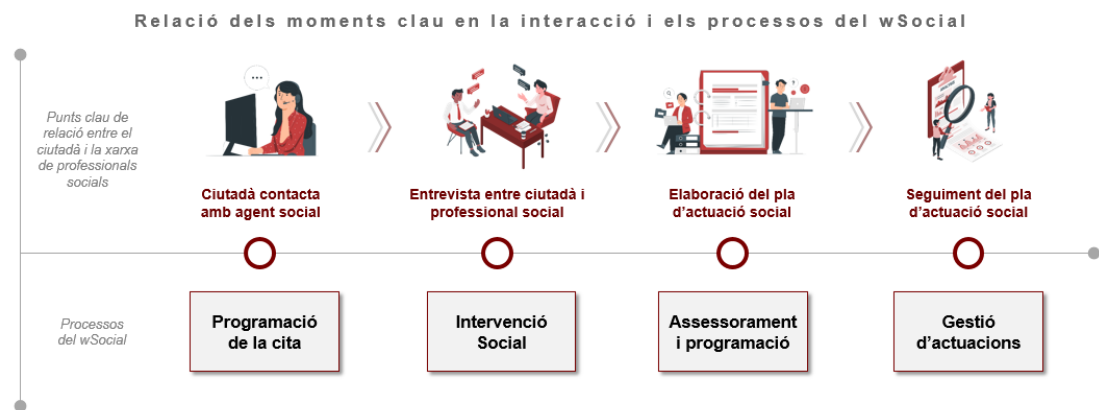 Relació dels moments clau en la interacció i els processos del wSocial
Punts clau de
relació entre el
ciutadà i la xarxa
de professionals
socials
Ciutadà contacta
amb agent social
Entrevista entre ciutadà i
professional social
Elaboració del pla
d'actuació social
Seguiment del pla
d'actuació social
Processos
del wSocial
Programació
de la cita
Intervenció
Social
Assessorament
i programació
Gestió
d'actuacions